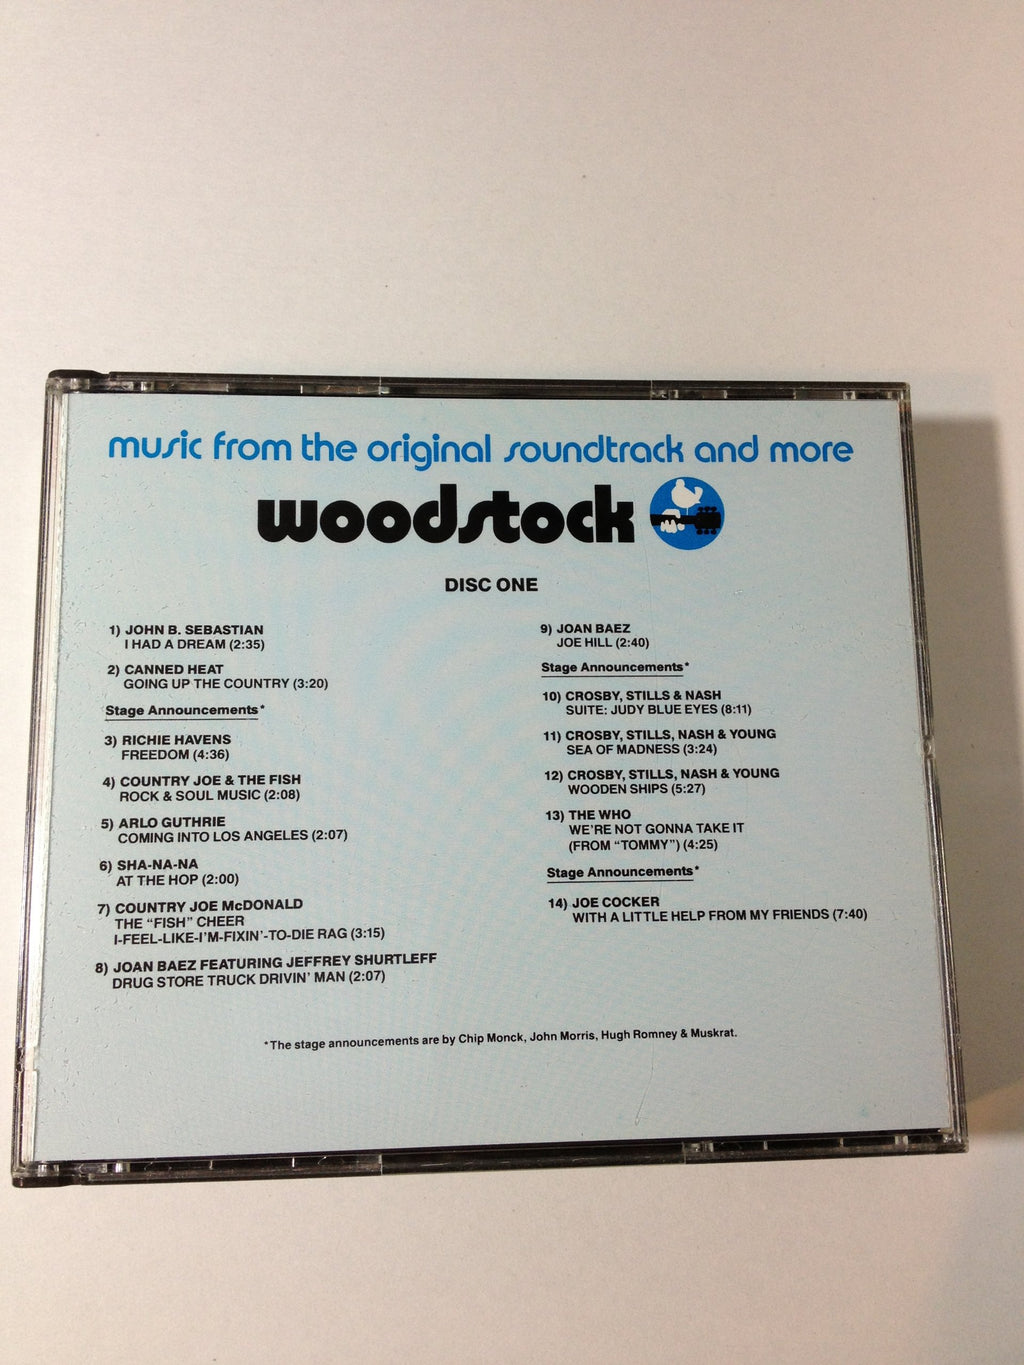 music from the original soundtrack and more
woodstock
DISC ONE
1) JOHN B. SEBASTIAN
I HAD A DREAM (2:35)
2) CANNED HEAT
GOING UP THE COUNTRY (3:20)
Stage Announcements*
3) RICHIE HAVENS
FREEDOM (4:36)
4) COUNTRY JOE & THE FISH
ROCK & SOUL MUSIC (2:08)
5) ARLO GUTHRIE
COMING INTO LOS ANGELES (2:07)
6) SHA-NA-NA
AT THE HOP (2:00)
7) COUNTRY JOE McDONALD
THE "FISH" CHEER
I-FEEL-LIKE-I'M-FIXIN'-TO-DIE RAG (3:15)
8) JOAN BAEZ FEATURING JEFFREY SHURTLEFF
DRUG STORE TRUCK DRIVIN' MAN (2:07)
9) JOAN BAEZ
JOE HILL (2:40)
Stage Announcements*
10) CROSBY, STILLS & NASH
SUITE: JUDY BLUE EYES (8:11)
11) CROSBY, STILLS, NASH & YOUNG
SEA OF MADNESS (3:24)
12) CROSBY, STILLS, NASH & YOUNG
WOODEN SHIPS (5:27)
13) THE WHO
WE'RE NOT GONNA TAKE IT
(FROM "TOMMY") (4:25)
Stage Announcements*
14) JOE COCKER
WITH A LITTLE HELP FROM MY FRIENDS (7:40)
*The stage announcements are by Chip Monck, John Morris, Hugh Romney & Muskrat.